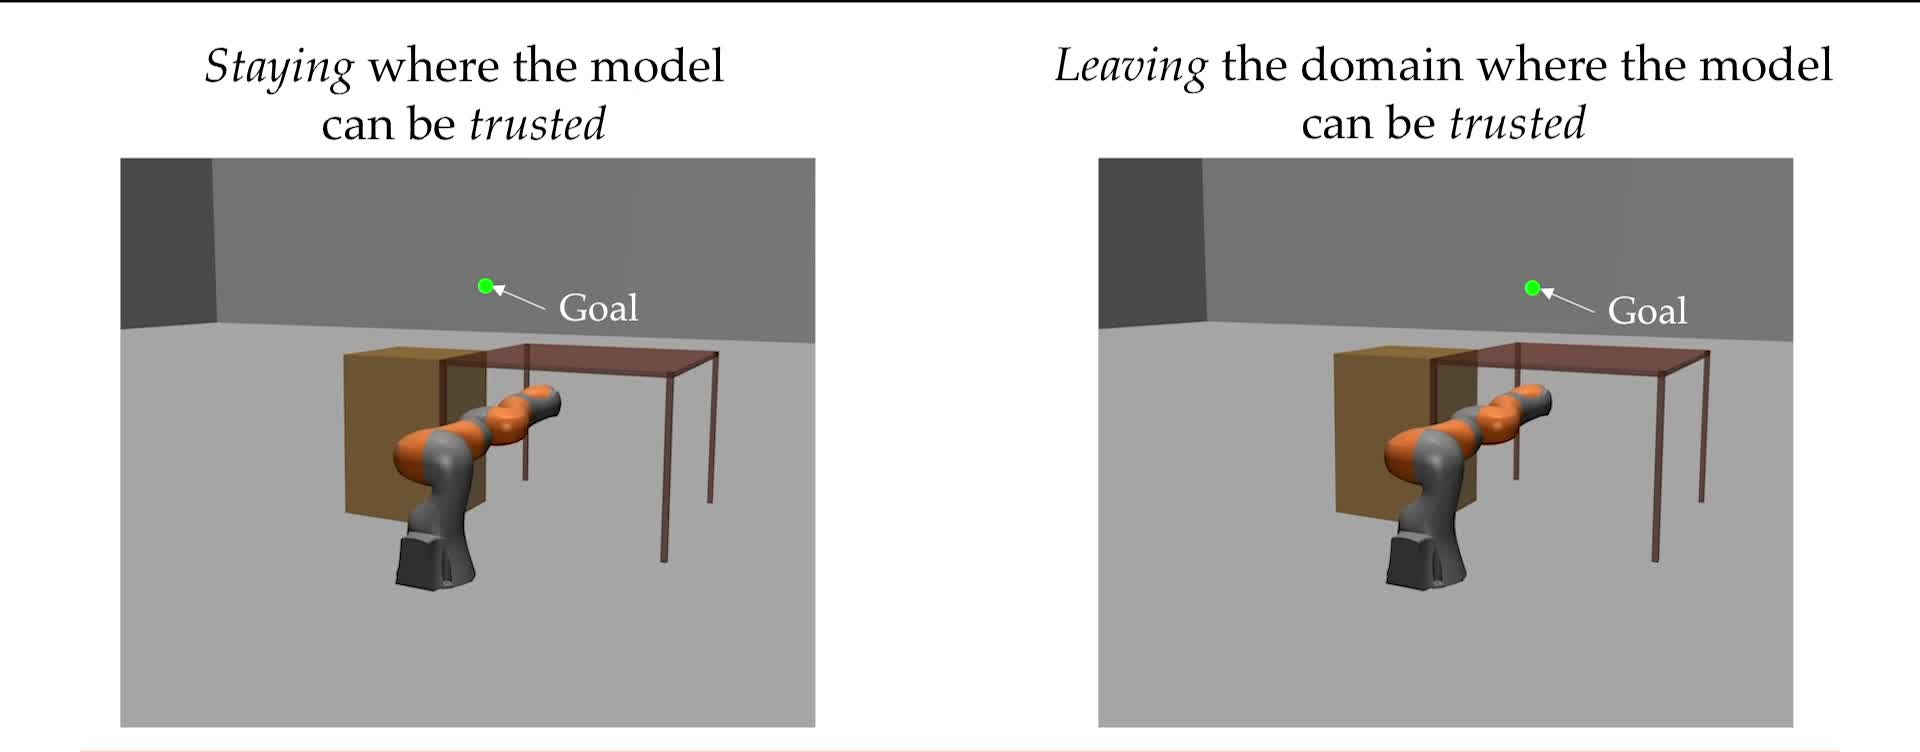 Staying where the model
can be trusted
Leaving the domain where the model
can be trusted
Goal
Goal